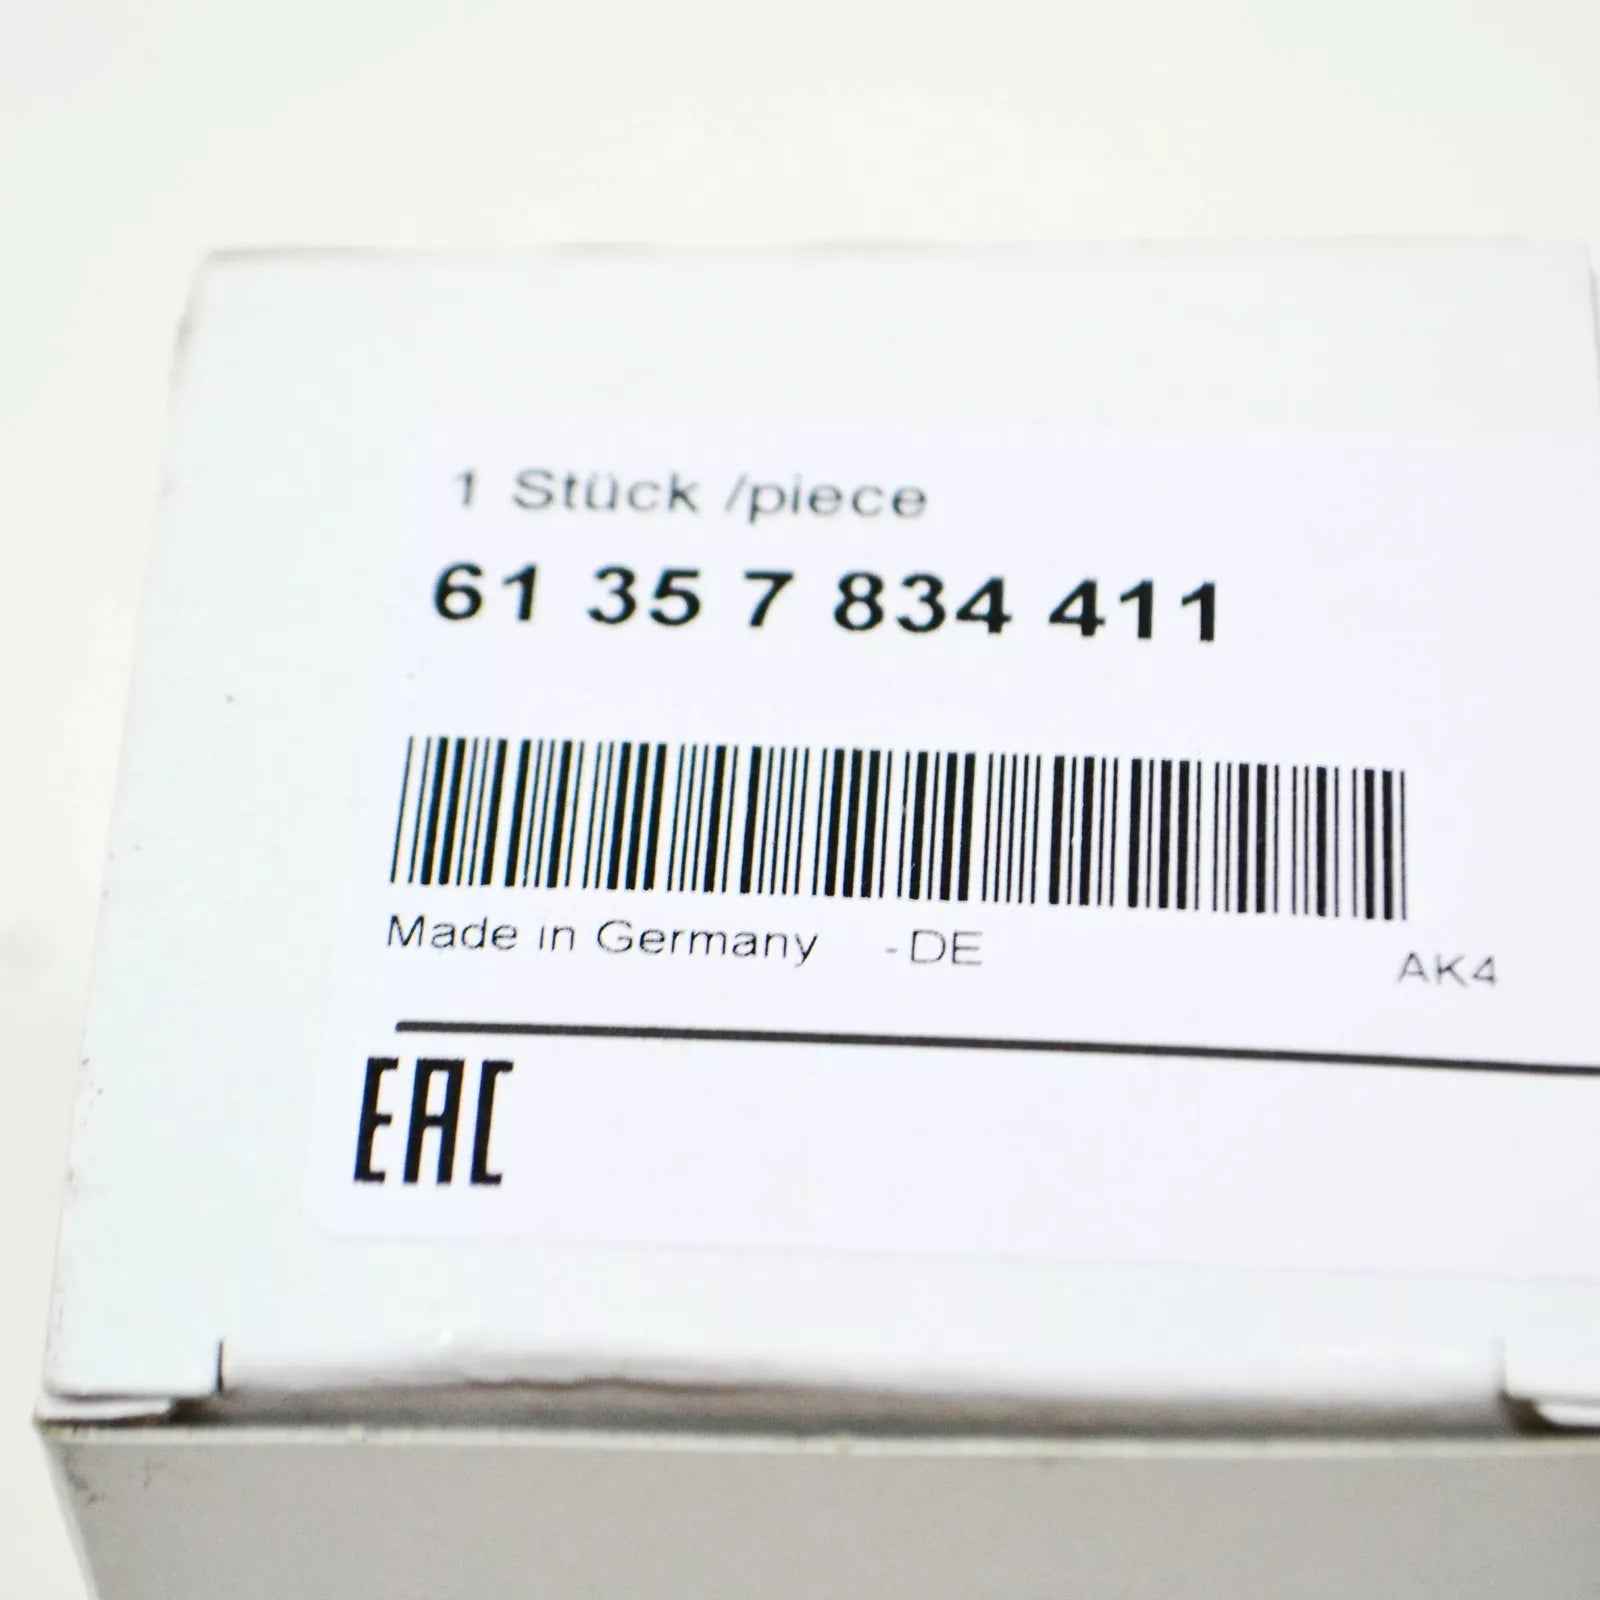 1 Stück /piece
61 35 7 834 411
Made in Germany -DE
AK4
EAC